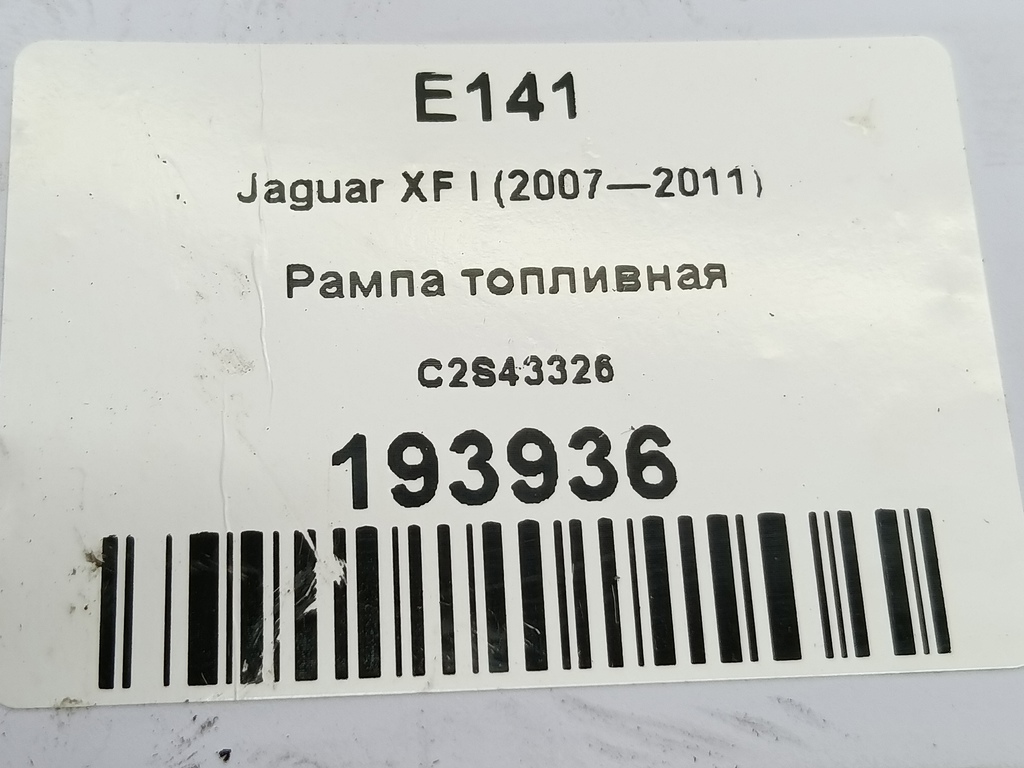 E141
Jaguar XF I (2007—2011)
Рампа топливная
C2S43326
193936